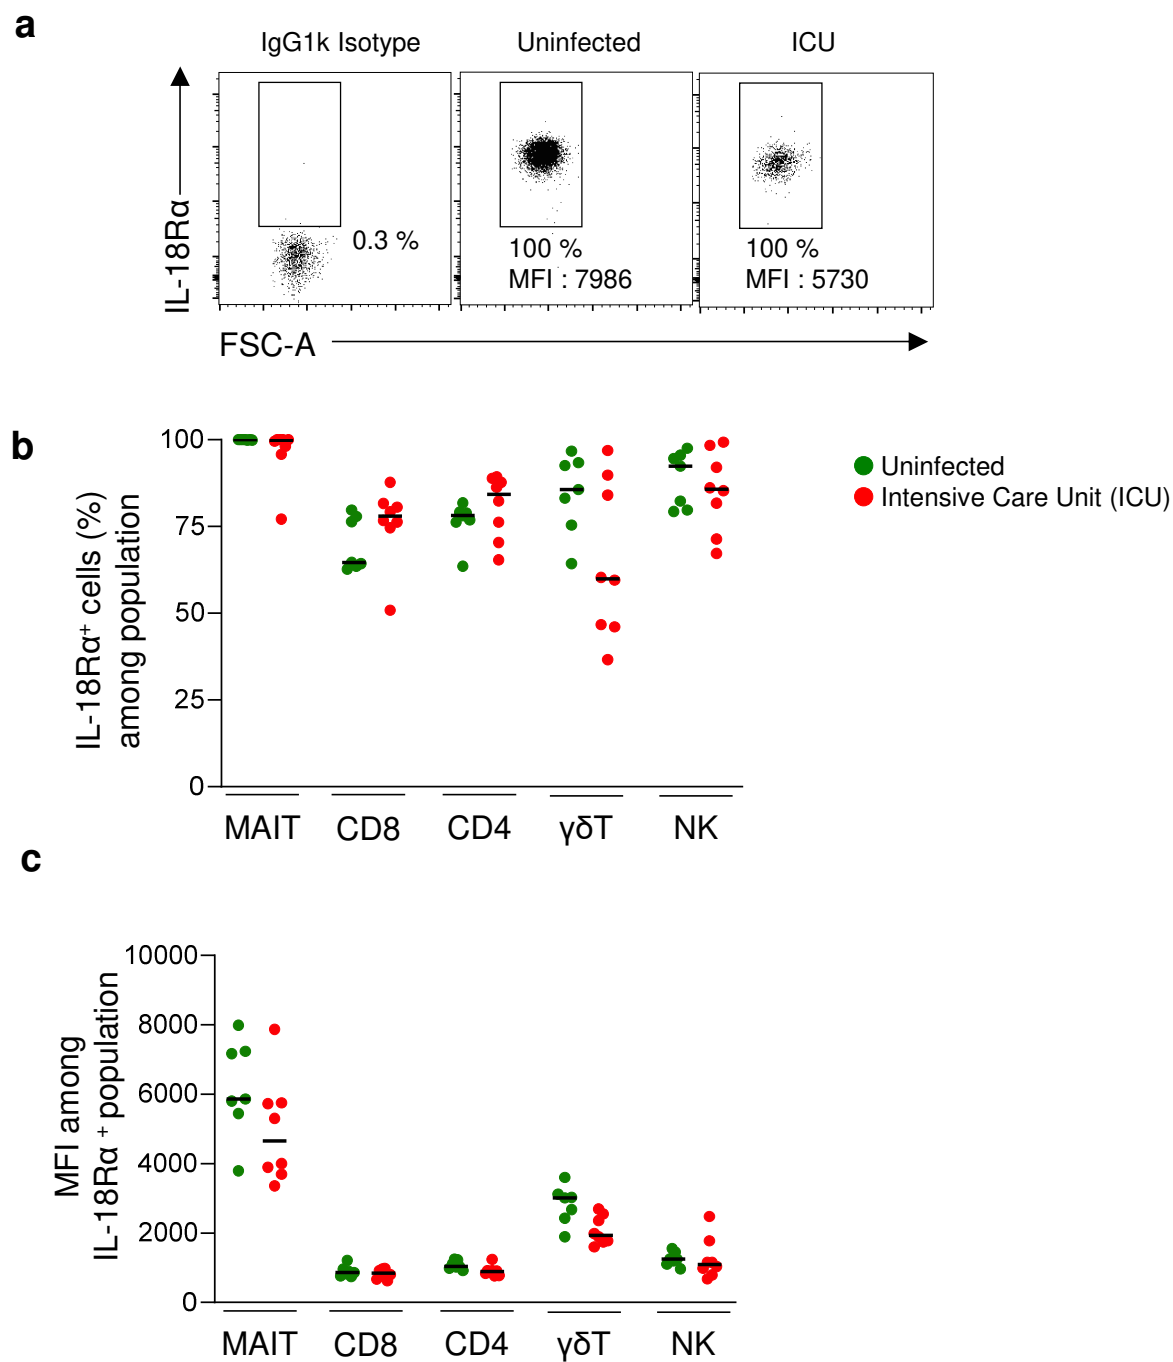 a
IgG1k Isotype
Uninfected
ICU
IL-18Rα
0.3 %
100 %
MFI : 7986
100 %
MFI : 5730
FSC-A
b
IL-18Rα+ cells (%)
among population
100
75
50
25
0
MAIT
CD8
CD4
γδT
NK
Uninfected
Intensive Care Unit (ICU)
c
MFI among
IL-18Rα + population
10000
8000
6000
4000
2000
0
MAIT
CD8
CD4
γδT
NK